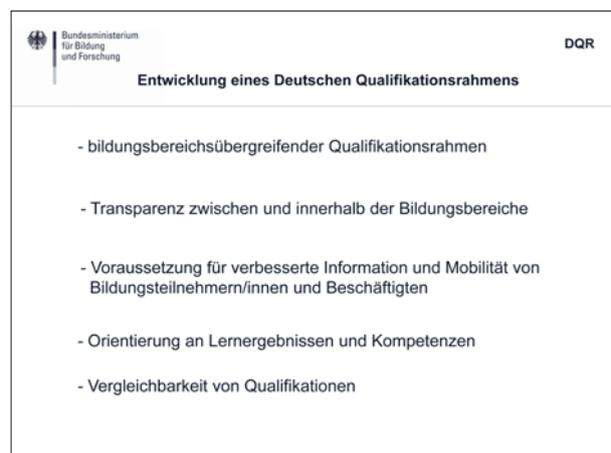 Bundesministerium
für Bildung
und Forschung
DQR
Entwicklung eines Deutschen Qualifikationsrahmens
- bildungsbereichsübergreifender Qualifikationsrahmen
- Transparenz zwischen und innerhalb der Bildungsbereiche
- Voraussetzung für verbesserte Information und Mobilität von
Bildungsteilnehmern/innen und Beschäftigten
- Orientierung an Lernergebnissen und Kompetenzen
- Vergleichbarkeit von Qualifikationen